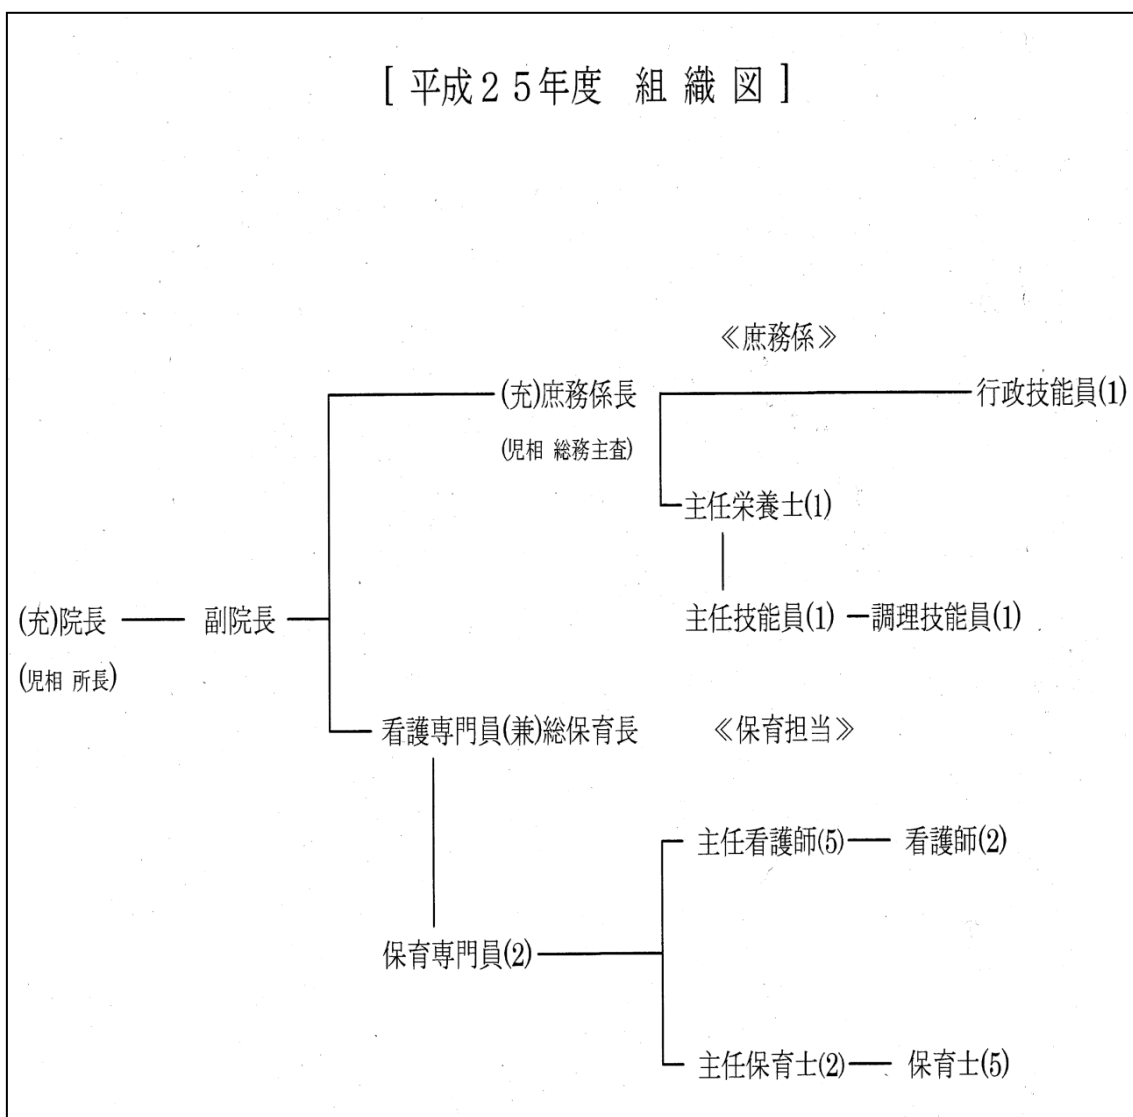 [ 平成２５年度 組 織 図 ]
≪庶務係≫
(充)庶務係長
行政技能員(1)
(児相 総務主査)
主任栄養士(1)
(充)院長
副院長
主任技能員(1)
調理技能員(1)
(児相 所長)
看護専門員(兼)総保育長
≪保育担当≫
主任看護師(5)
看護師(2)
保育専門員(2)
主任保育士(2)
保育士(5)